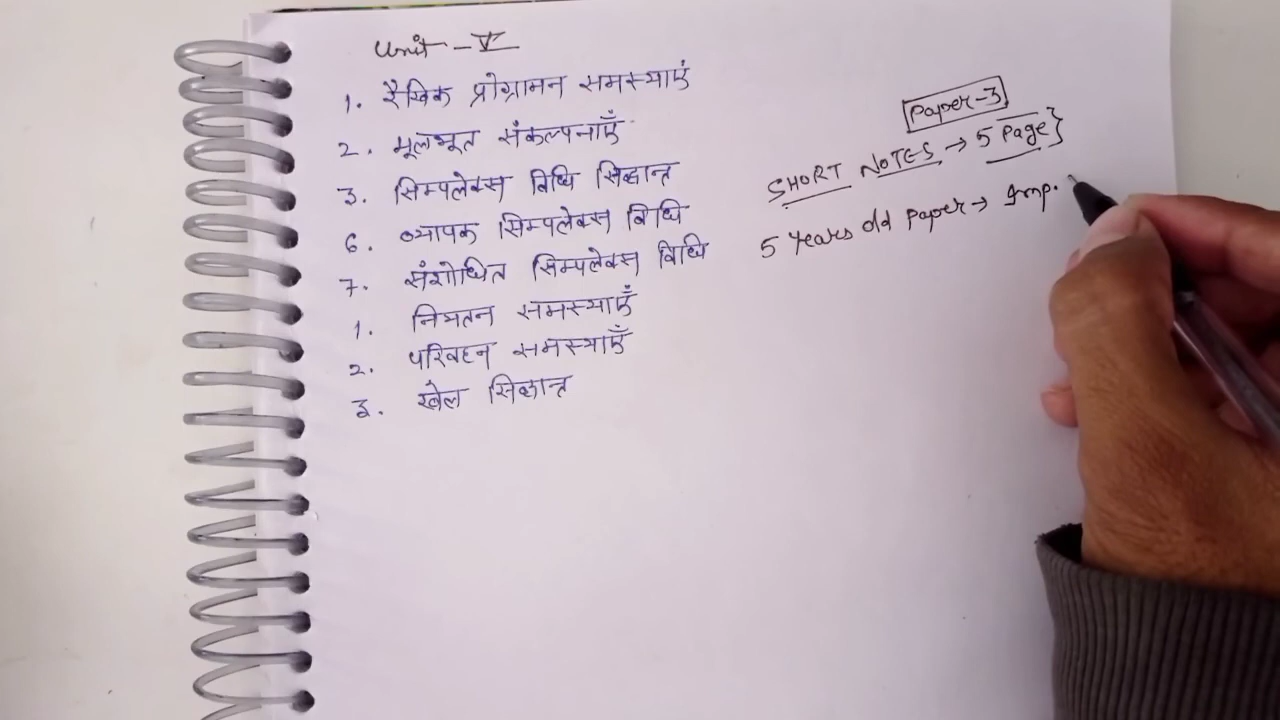 Unit - V
1. रैखिक प्रोग्रामन समस्याएं
2. मूलभूत संकल्पनाएँ
3. सिम्पलेक्स विधि सिद्धान्त
6. व्यापक सिम्पलेक्स विधि
7. संशोधित सिम्पलेक्स विधि
1. नियतन समस्याएँ
2. परिवहन समस्याएँ
3. खेल सिद्धान्त
Paper-3
SHORT NOTES → 5 Page}
5 Years old Paper → Imp.